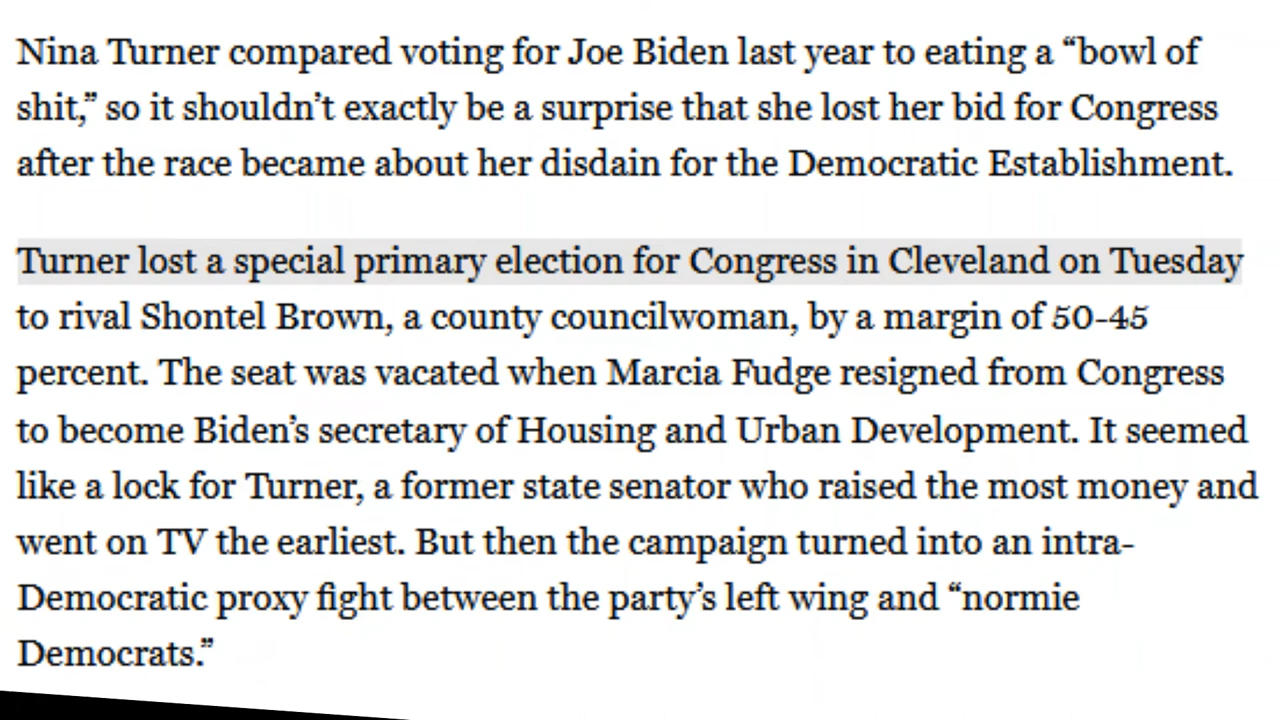 Nina Turner compared voting for Joe Biden last year to eating a “bowl of
shit,” so it shouldn’t exactly be a surprise that she lost her bid for Congress
after the race became about her disdain for the Democratic Establishment.
Turner lost a special primary election for Congress in Cleveland on Tuesday
to rival Shontel Brown, a county councilwoman, by a margin of 50-45
percent. The seat was vacated when Marcia Fudge resigned from Congress
to become Biden’s secretary of Housing and Urban Development. It seemed
like a lock for Turner, a former state senator who raised the most money and
went on TV the earliest. But then the campaign turned into an intra-
Democratic proxy fight between the party’s left wing and “normie
Democrats.”